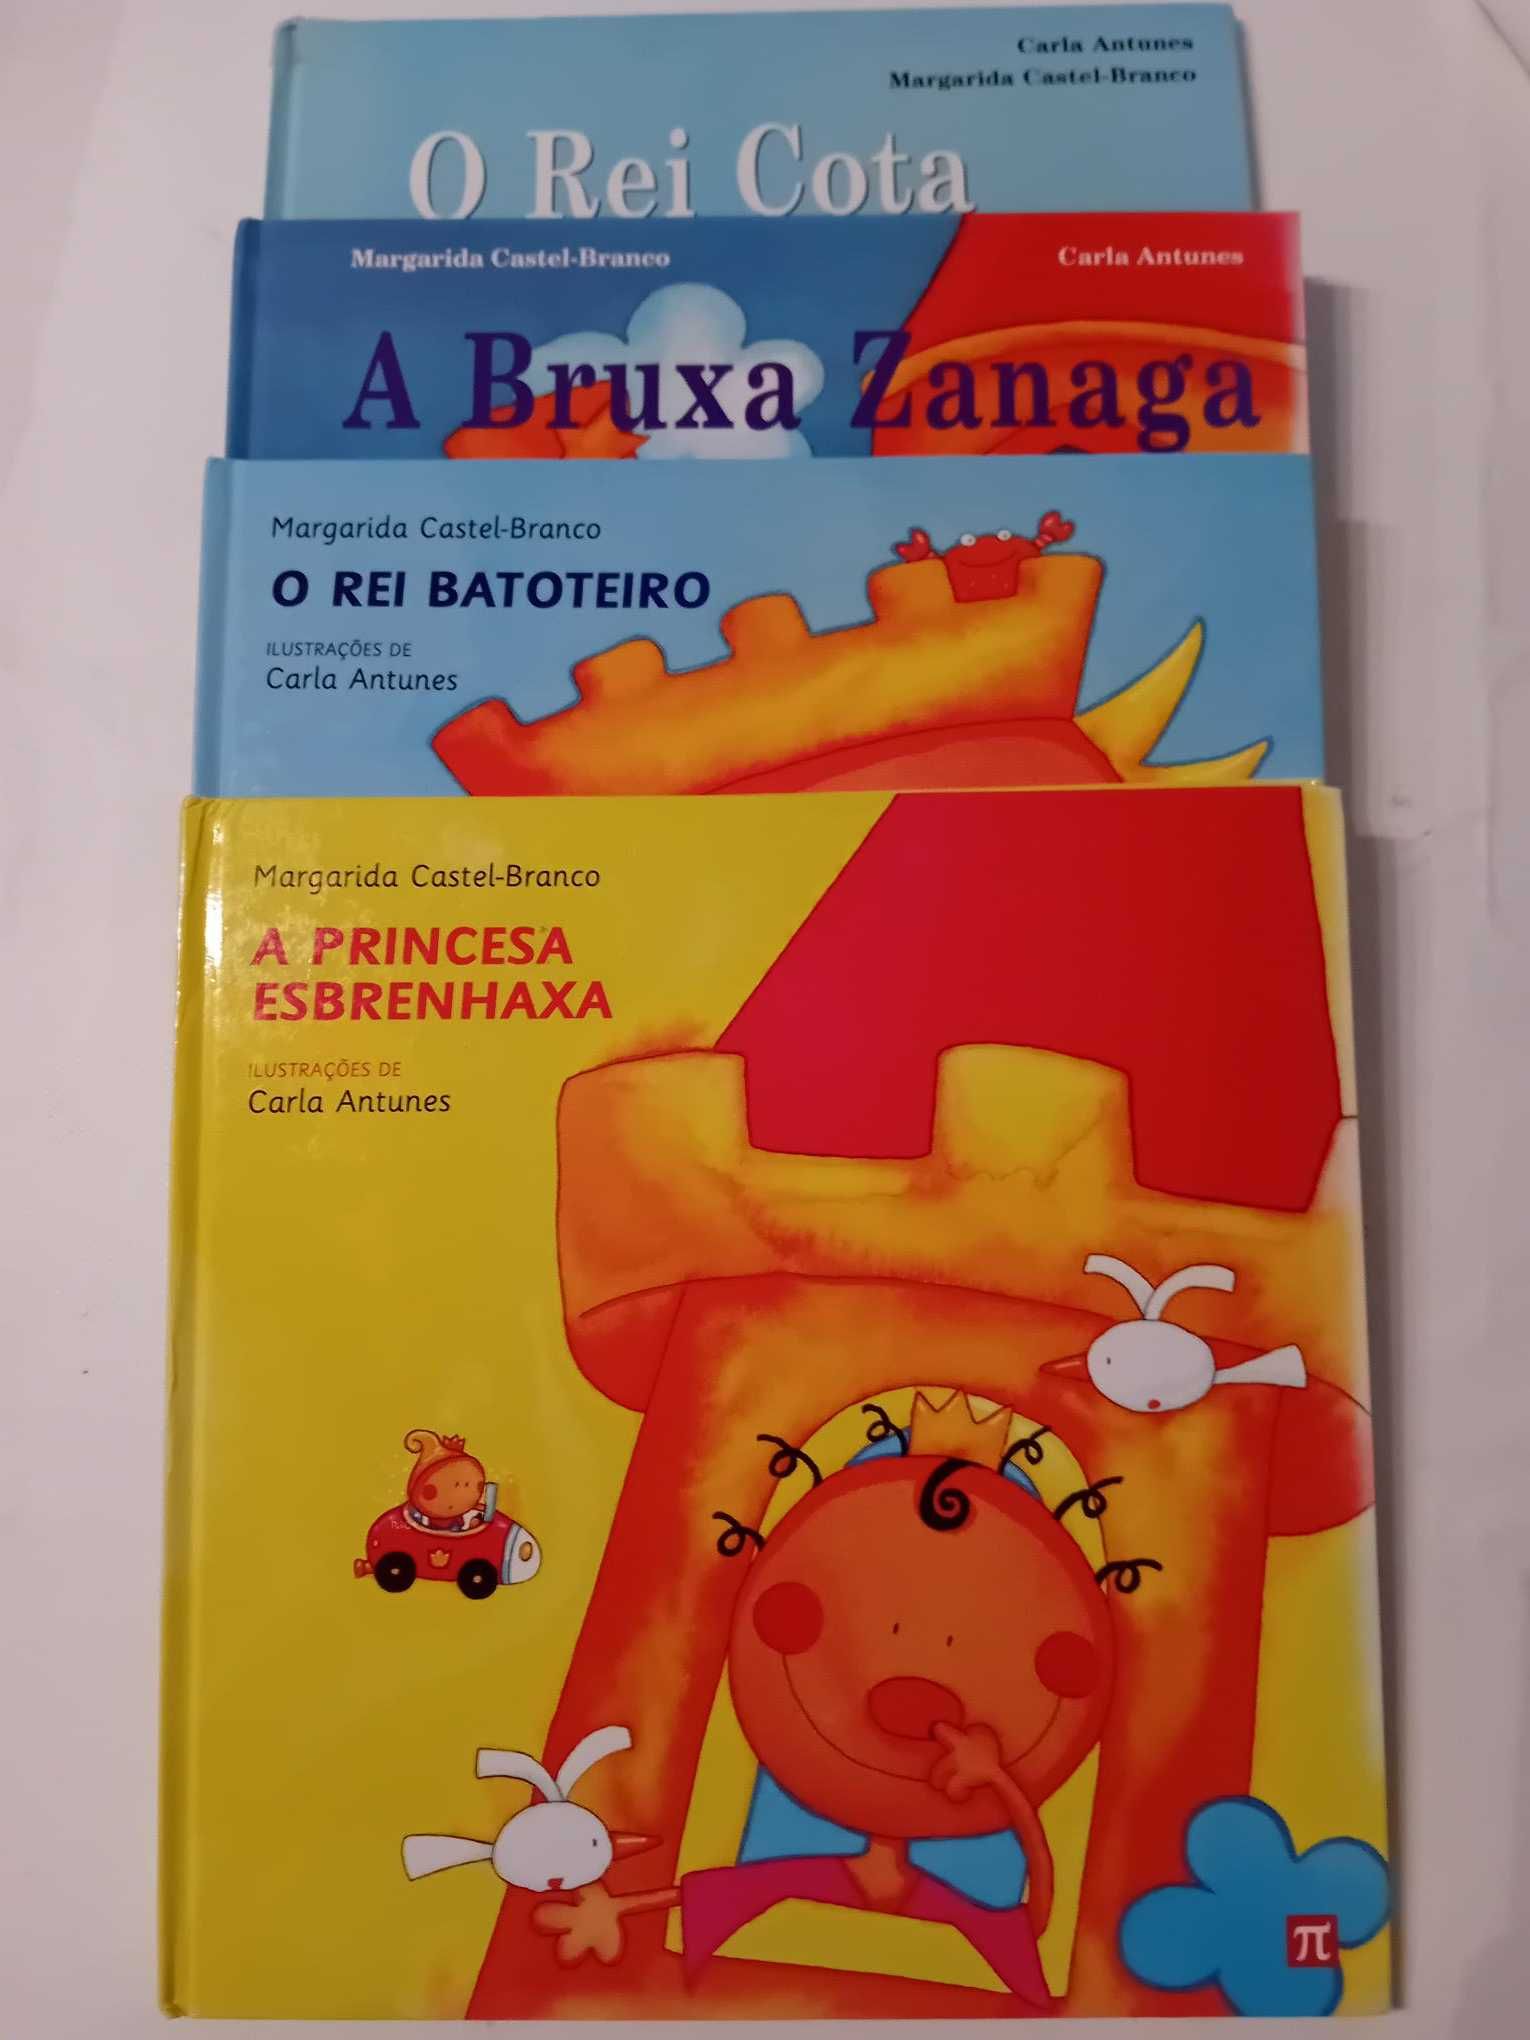 Carla Antunes
Margarida Castel-Branco
O Rei Cota
Margarida Castel-Branco
Carla Antunes
A Bruxa Zanaga
Margarida Castel-Branco
O REI BATOTEIRO
ILUSTRAÇÕES DE
Carla Antunes
Margarida Castel-Branco
A PRINCESA
ESBRENHAXA
ILUSTRAÇÕES DE
Carla Antunes
π